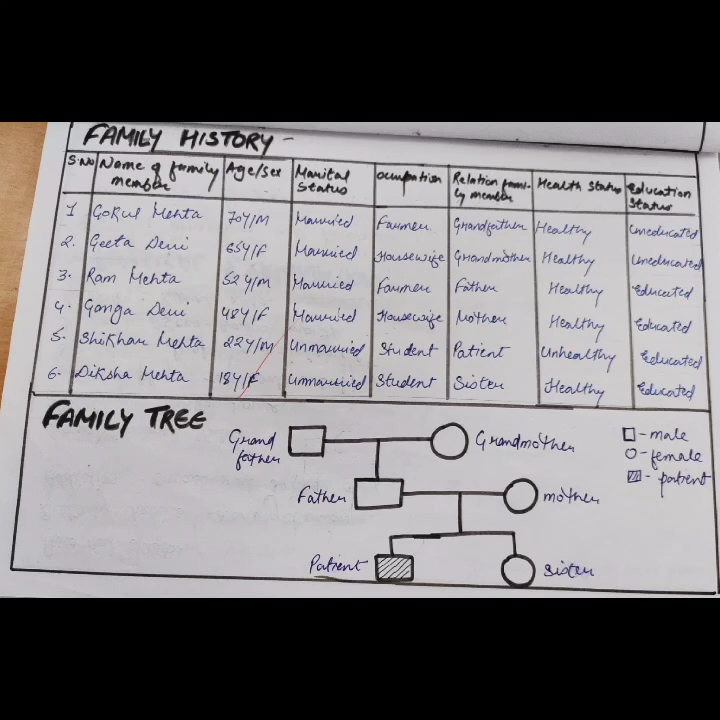 FAMILY HISTORY -
S.No Name of family member Age/sex Marital Status occupation Relation family member Health Status Education Status
1 Gokul Mehta 70Y/M Married Farmer Grandfather Healthy uneducated
2. Geeta Devi 65Y/F Married Housewife Grandmother Healthy Uneducated
3. Ram Mehta 52Y/M Married Farmer Father Healthy Educated
4. Ganga Devi 48Y/F Married Housewife Mother Healthy Educated
5. Shikhar Mehta 22Y/M Unmarried Student Patient Unhealthy Educated
6. Diksha Mehta 18Y/F Unmarried Student Sister Healthy Educated
FAMILY TREE
Grand father
Grandmother
- male
- female
- patient
Father
mother
Patient
Sister